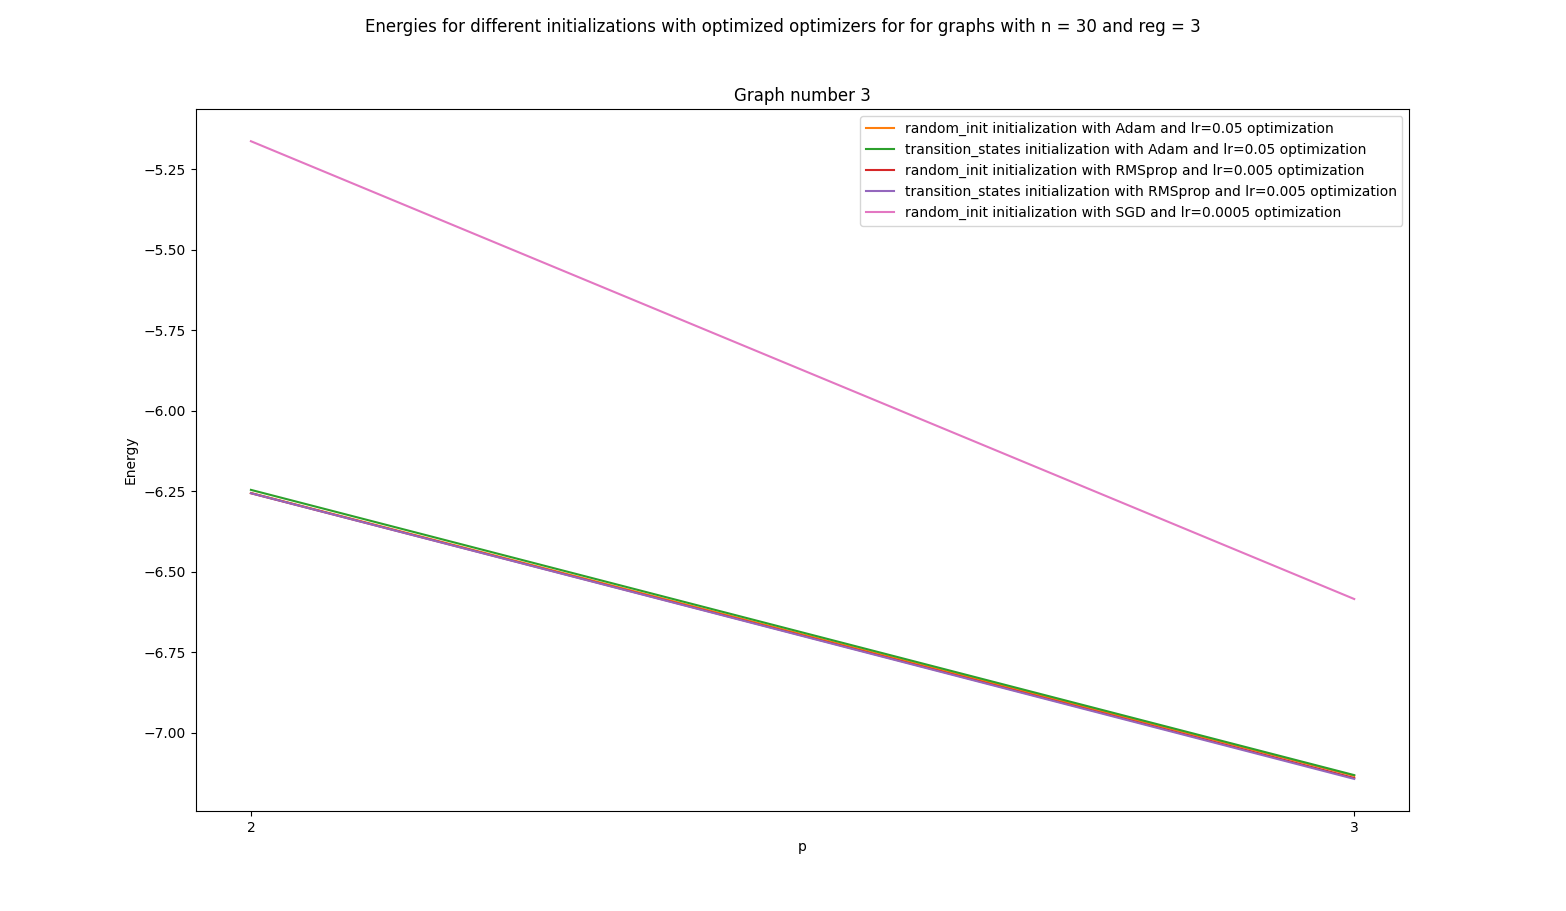 Energies for different initializations with optimized optimizers for for graphs with n = 30 and reg = 3
Graph number 3
random_init initialization with Adam and lr=0.05 optimization
transition_states initialization with Adam and lr=0.05 optimization
random_init initialization with RMSprop and lr=0.005 optimization
transition_states initialization with RMSprop and lr=0.005 optimization
random_init initialization with SGD and lr=0.0005 optimization
−5.25
−5.50
−5.75
−6.00
−6.25
−6.50
−6.75
−7.00
Energy
2
3
p